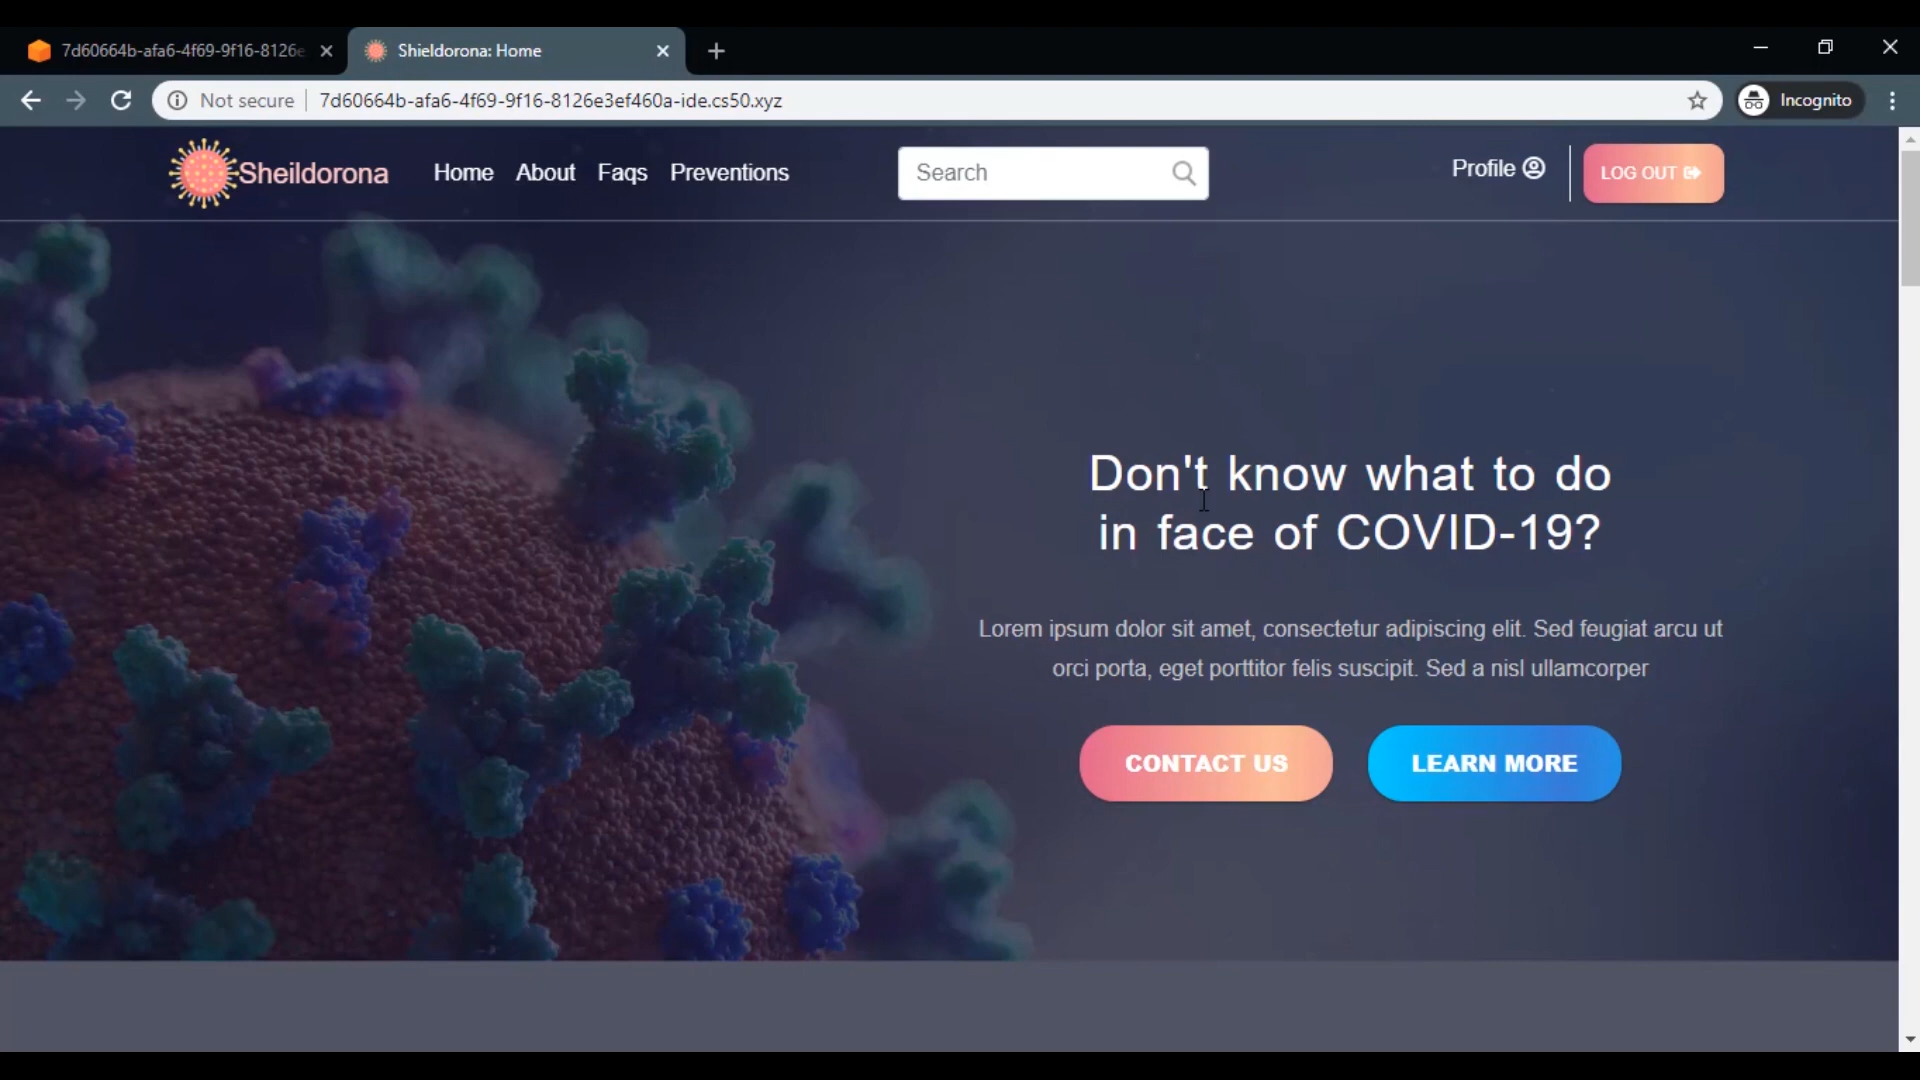 7d60664b-afa6-4f69-9f16-8126e
Shieldorona: Home
Not secure
7d60664b-afa6-4f69-9f16-8126e3ef460a-ide.cs50.xyz
Incognito
Sheildorona
Home About Faqs Preventions
Search
Profile
LOG OUT
Don't know what to do
in face of COVID-19?
Lorem ipsum dolor sit amet, consectetur adipiscing elit. Sed feugiat arcu ut
orci porta, eget porttitor felis suscipit. Sed a nisl ullamcorper
CONTACT US
LEARN MORE